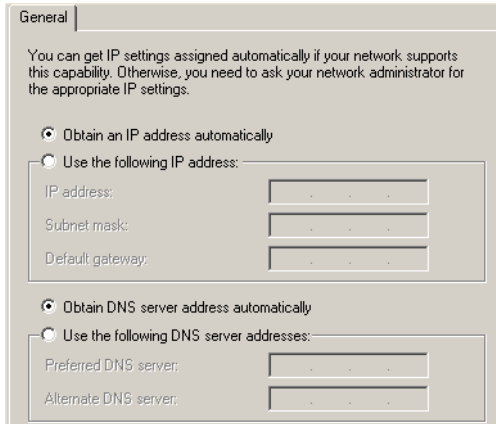 General
You can get IP settings assigned automatically if your network supports
this capability. Otherwise, you need to ask your network administrator for
the appropriate IP settings.
Obtain an IP address automatically
Use the following IP address:
IP address:
Subnet mask:
Default gateway:
Obtain DNS server address automatically
Use the following DNS server addresses:
Preferred DNS server:
Alternate DNS server: